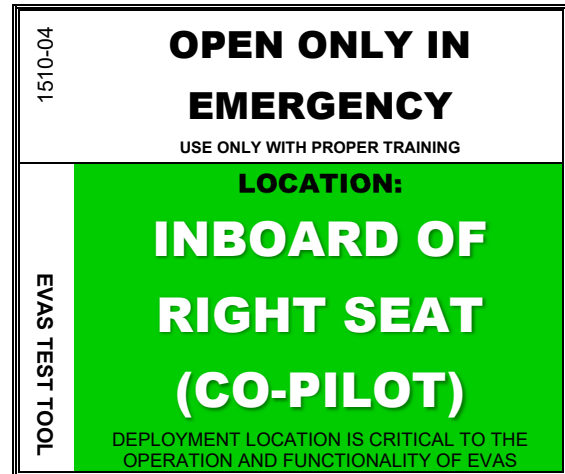 1510-04
OPEN ONLY IN
EMERGENCY
USE ONLY WITH PROPER TRAINING
EVAS TEST TOOL
LOCATION:
INBOARD OF
RIGHT SEAT
(CO-PILOT)
DEPLOYMENT LOCATION IS CRITICAL TO THE
OPERATION AND FUNCTIONALITY OF EVAS